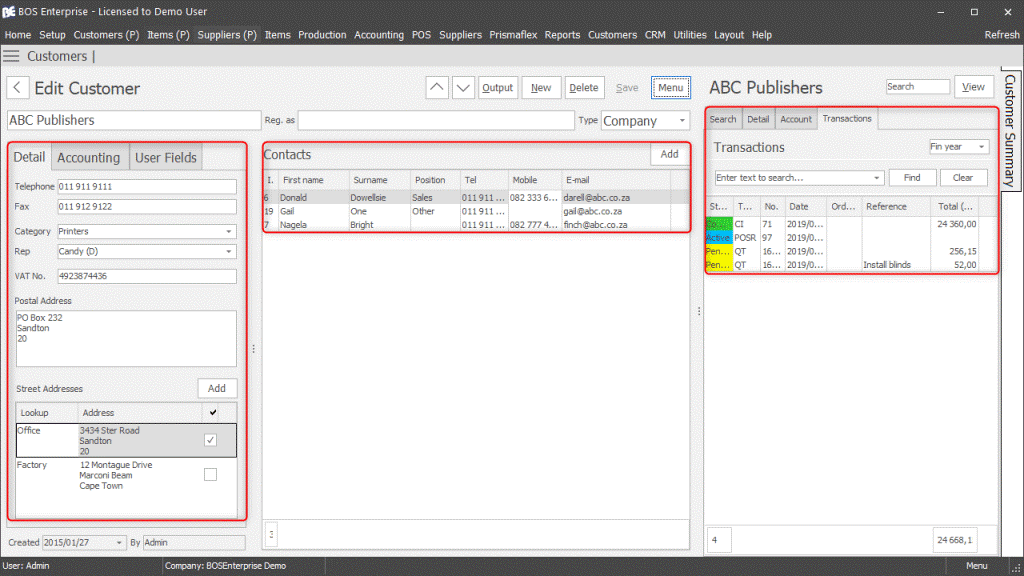 BOS Enterprise - Licensed to Demo User
Home Setup Customers (P) Items (P) Suppliers (P) Items Production Accounting POS Suppliers Prismaflex Reports Customers CRM Utilities Layout Help Refresh
Customers |
Edit Customer
Output New Delete Save Menu
ABC Publishers Reg. as Type Company
Detail Accounting User Fields
Telephone 011 911 9111
Fax 011 912 9122
Category Printers
Rep Candy (D)
VAT No. 4923874436
Postal Address
PO Box 232
Sandton
20
Street Addresses Add
Lookup Address
Office 3434 Ster Road
Sandton
20
Factory 12 Montague Drive
Marconi Beam
Cape Town
Created 2015/01/27 By Admin
Contacts Add
I. First name Surname Position Tel Mobile E-mail
6 Donald Dowellsie Sales 011 911 ... 082 333 6... darell@abc.co.za
19 Gail One Other 011 911 ... gail@abc.co.za
7 Nagela Bright 011 911 ... 082 777 4... finch@abc.co.za
3
ABC Publishers Search View
Search Detail Account Transactions
Transactions Fin year
Enter text to search... Find Clear
St... T... No. Date Ord... Reference Total (...
Co... CI 71 2019/0... 24 360,00
Active POSR 97 2019/0...
Pen... QT 16... 2019/0... 256,15
Pen... QT 16... 2019/0... Install blinds 52,00
4 24 668,1
Customer Summary
User: Admin Company: BOSEnterprise Demo Menu